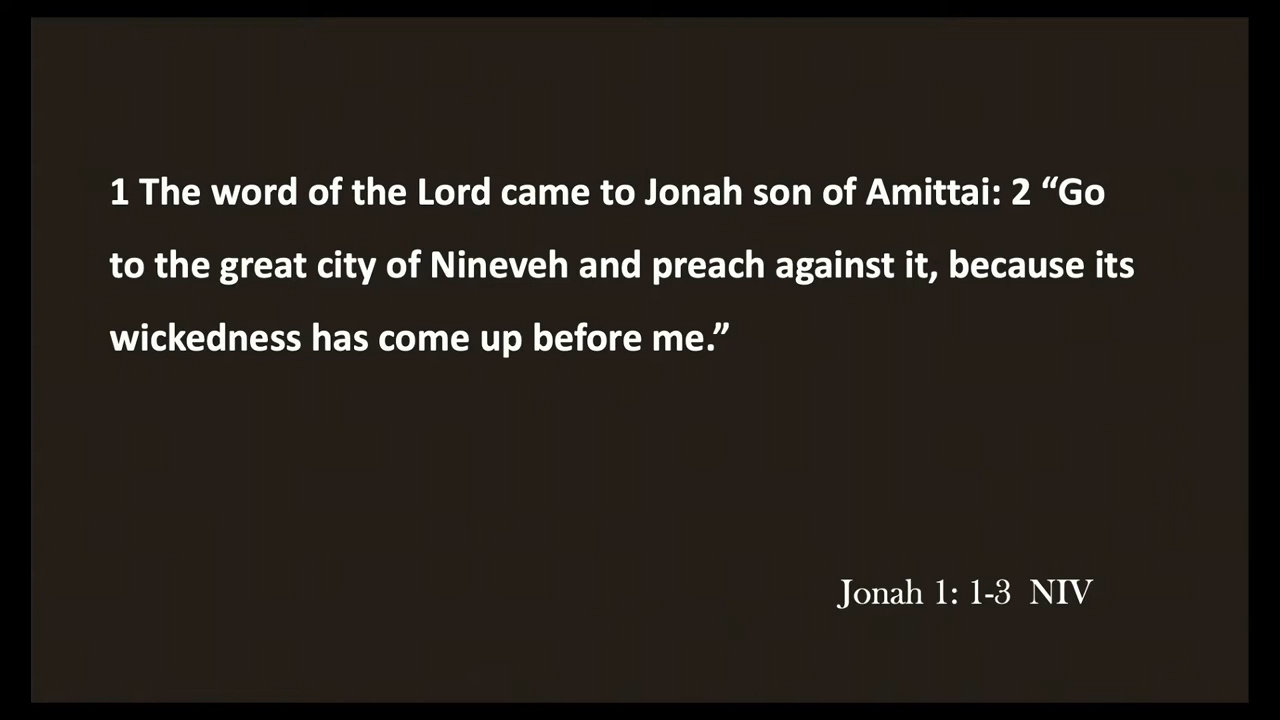 1 The word of the Lord came to Jonah son of Amittai: 2 “Go
to the great city of Nineveh and preach against it, because its
wickedness has come up before me.”
Jonah 1: 1-3  NIV